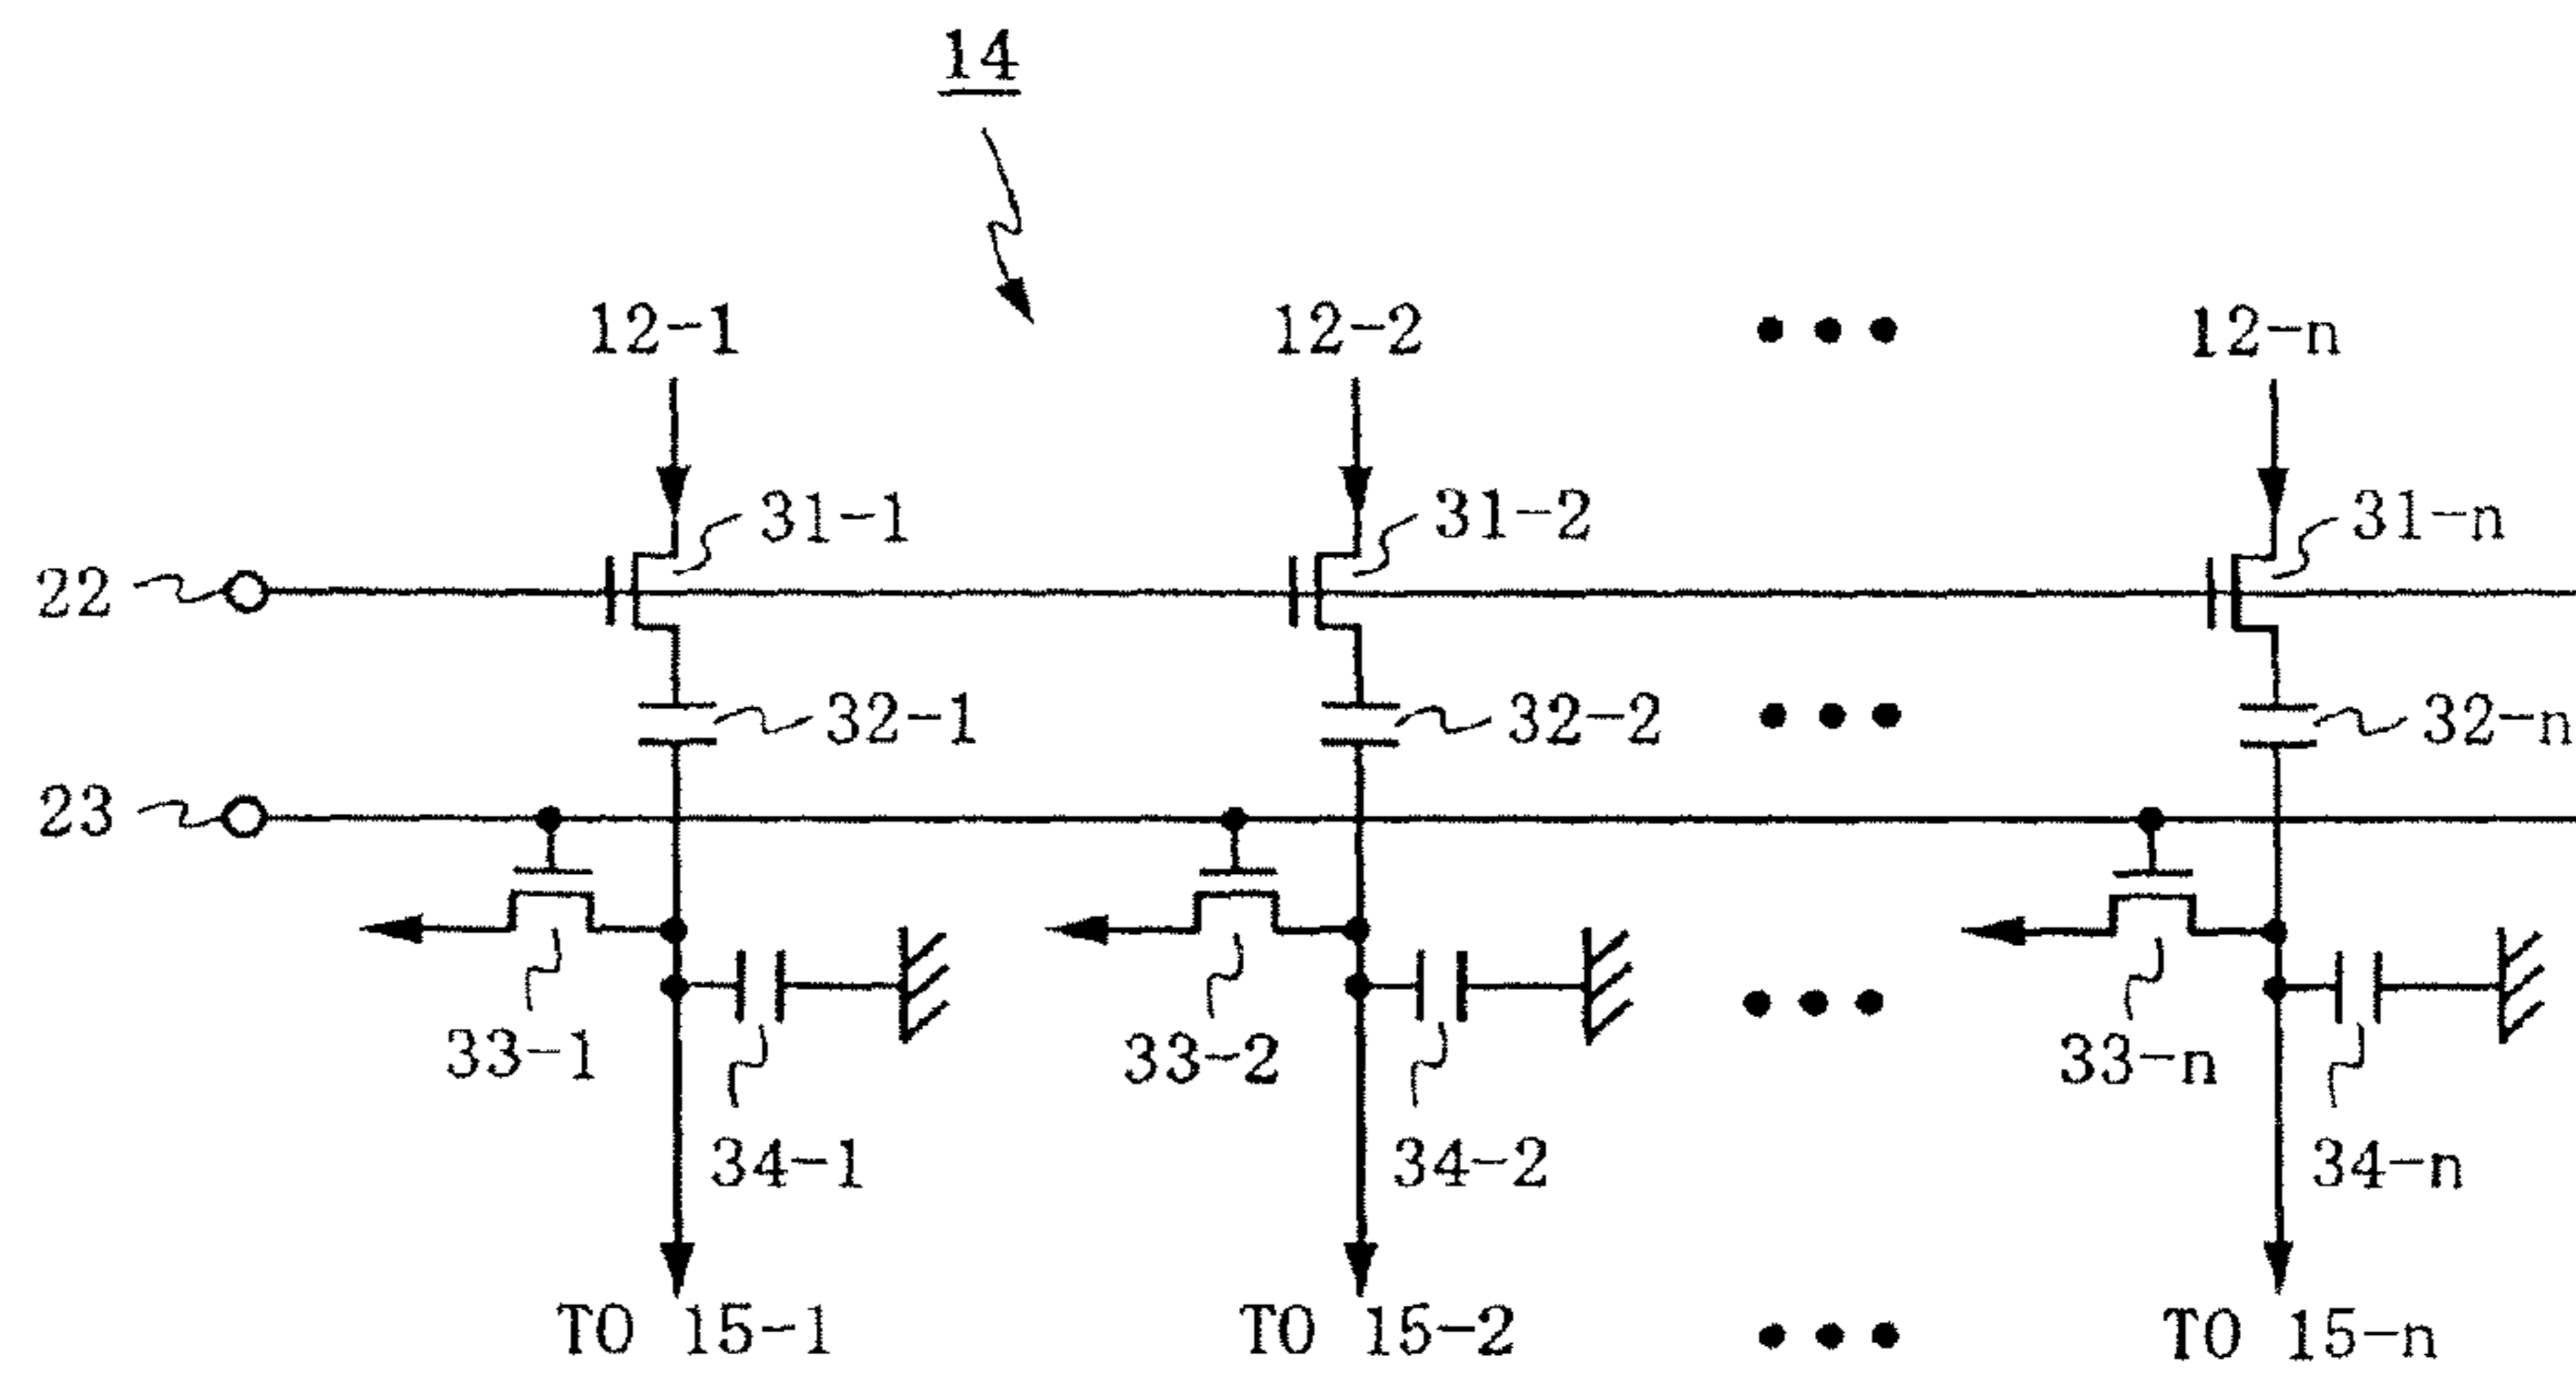 14
12-1 12-2 ••• 12-n
31-1 31-2 31-n
22
32-1 32-2 ••• 32-n
23
33-1 33-2 ••• 33-n
34-1 34-2 34-n
TO 15-1 TO 15-2 ••• TO 15-n